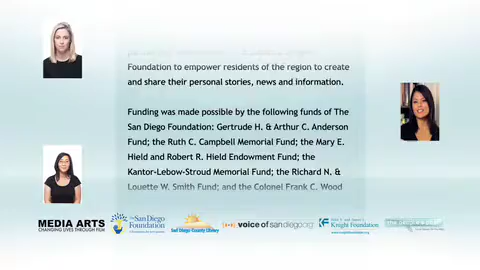 Foundation to empower residents of the region to create
and share their personal stories, news and information.
Funding was made possible by the following funds of The
San Diego Foundation: Gertrude H. & Arthur C. Anderson
Fund; the Ruth C. Campbell Memorial Fund; the Mary E.
Hield and Robert R. Hield Endowment Fund; the
Kantor-Lebow-Stroud Memorial Fund; the Richard N. &
Louette W. Smith Fund; and the Colonel Frank C. Wood
MEDIA ARTS
CHANGING LIVES THROUGH FILM
The San Diego Foundation
San Diego County Library
voice of sandiego.org
Knight Foundation
www.knightfoundation.org